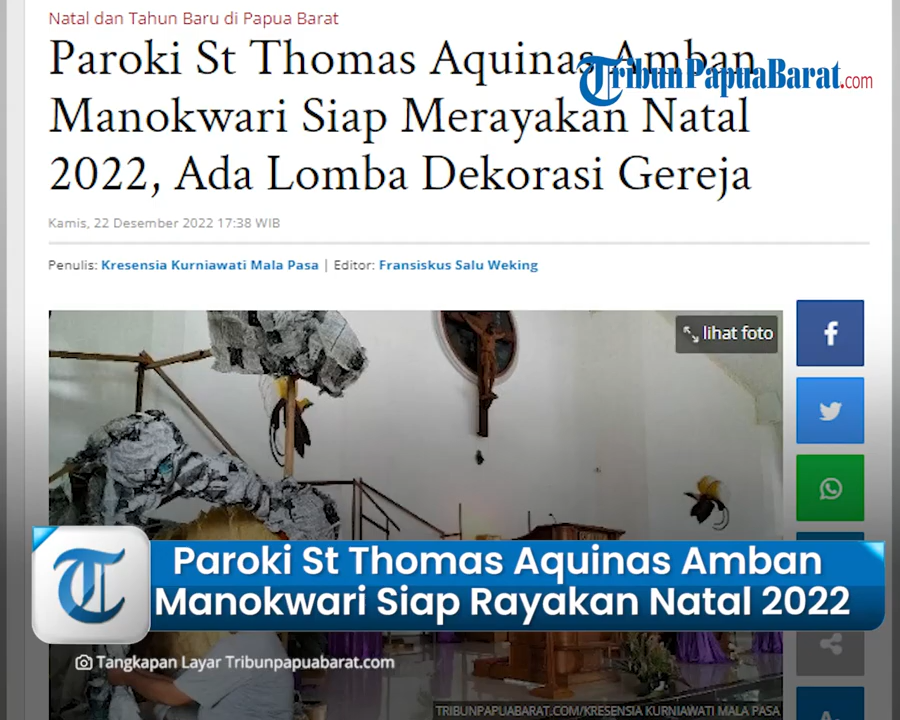 Natal dan Tahun Baru di Papua Barat
Paroki St Thomas Aquinas Amban
TribunPapuaBarat.com
Manokwari Siap Merayakan Natal
2022, Ada Lomba Dekorasi Gereja
Kamis, 22 Desember 2022 17:38 WIB
Penulis: Kresensia Kurniawati Mala Pasa | Editor: Fransiskus Salu Weking
lihat foto
Paroki St Thomas Aquinas Amban
Manokwari Siap Rayakan Natal 2022
Tangkapan Layar Tribunpapuabarat.com
TRIBUNPAPUABARAT.COM/KRESENSIA KURNIAWATI MALA PASA